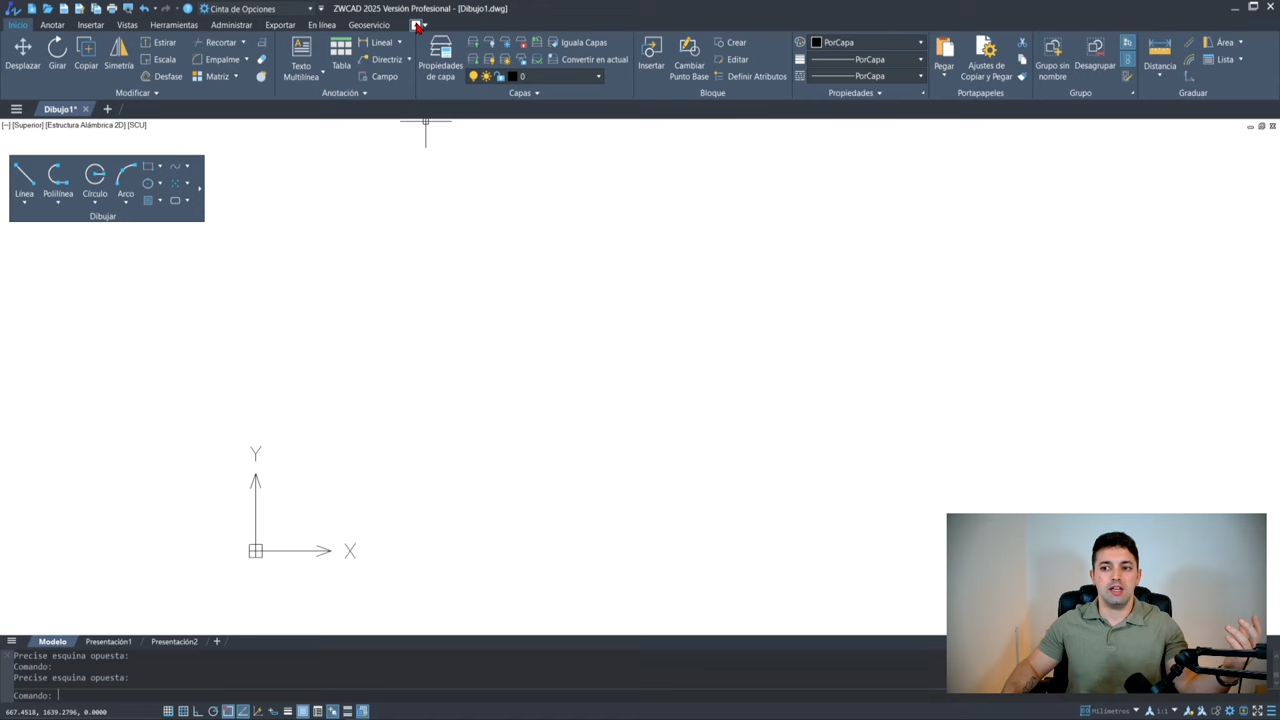 Cinta de Opciones
ZWCAD 2025 Versión Profesional - [Dibujo1.dwg]
Inicio Anotar Insertar Vistas Herramientas Administrar Exportar En línea Geoservicio
Desplazar Girar Copiar Simetría
Estirar Recortar
Escala Empalme
Desfase Matriz
Modificar
Texto Multilínea Tabla
Lineal
Directriz
Campo
Anotación
Propiedades de capa
Iguala Capas
Convertir en actual
0
Capas
Insertar Cambiar Punto Base
Crear
Editar
Definir Atributos
Bloque
PorCapa
PorCapa
PorCapa
Propiedades
Pegar Ajustes de Copiar y Pegar
Portapapeles
Grupo sin nombre Desagrupar
Grupo
Distancia
Área
Lista
Graduar
Dibujo1*
[−] [Superior] [Estructura Alámbrica 2D] [SCU]
Línea Polilínea Círculo Arco
Dibujar
Y
X
Modelo Presentación1 Presentación2
Precise esquina opuesta:
Comando:
Precise esquina opuesta:
Comando:
667.4518, 1639.2796, 0.0000
Milímetros
1:1